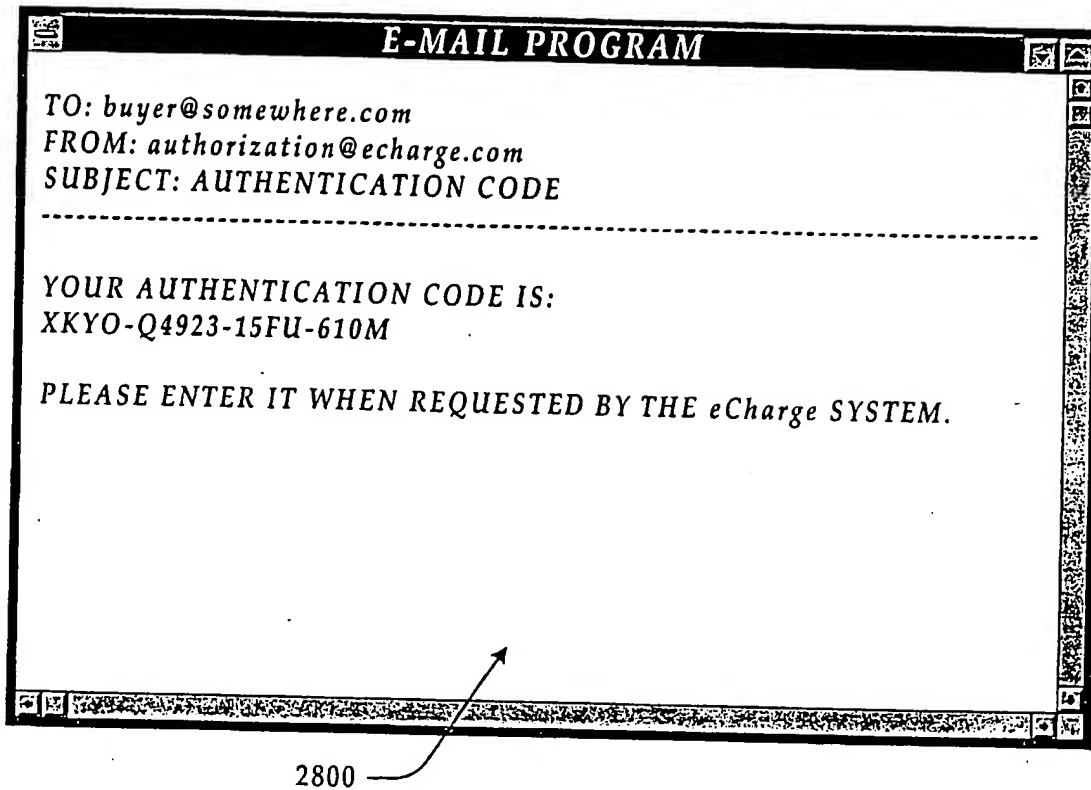 E-MAIL PROGRAM
TO: buyer@somewhere.com
FROM: authorization@echarge.com
SUBJECT: AUTHENTICATION CODE
--------------------------------------------------------------------------------
YOUR AUTHENTICATION CODE IS:
XKYO-Q4923-15FU-610M
PLEASE ENTER IT WHEN REQUESTED BY THE eCharge SYSTEM.
2800